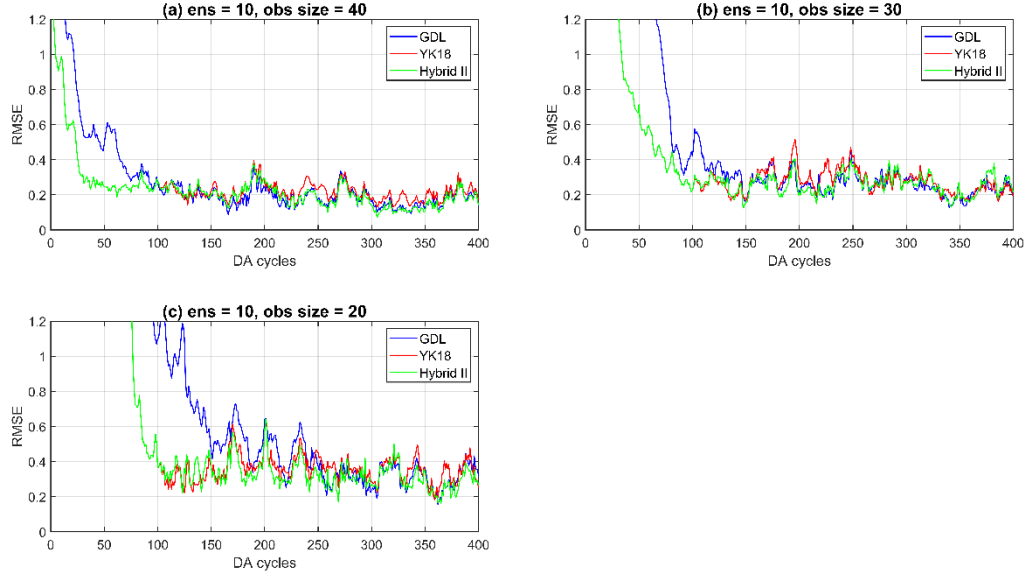 (a) ens = 10, obs size = 40
1.2
1
0.8
0.6
0.4
0.2
0
RMSE
GDL
YK18
Hybrid II
0 50 100 150 200 250 300 350 400
DA cycles
(b) ens = 10, obs size = 30
1.2
1
0.8
0.6
0.4
0.2
0
RMSE
GDL
YK18
Hybrid II
0 50 100 150 200 250 300 350 400
DA cycles
(c) ens = 10, obs size = 20
1.2
1
0.8
0.6
0.4
0.2
0
RMSE
GDL
YK18
Hybrid II
0 50 100 150 200 250 300 350 400
DA cycles